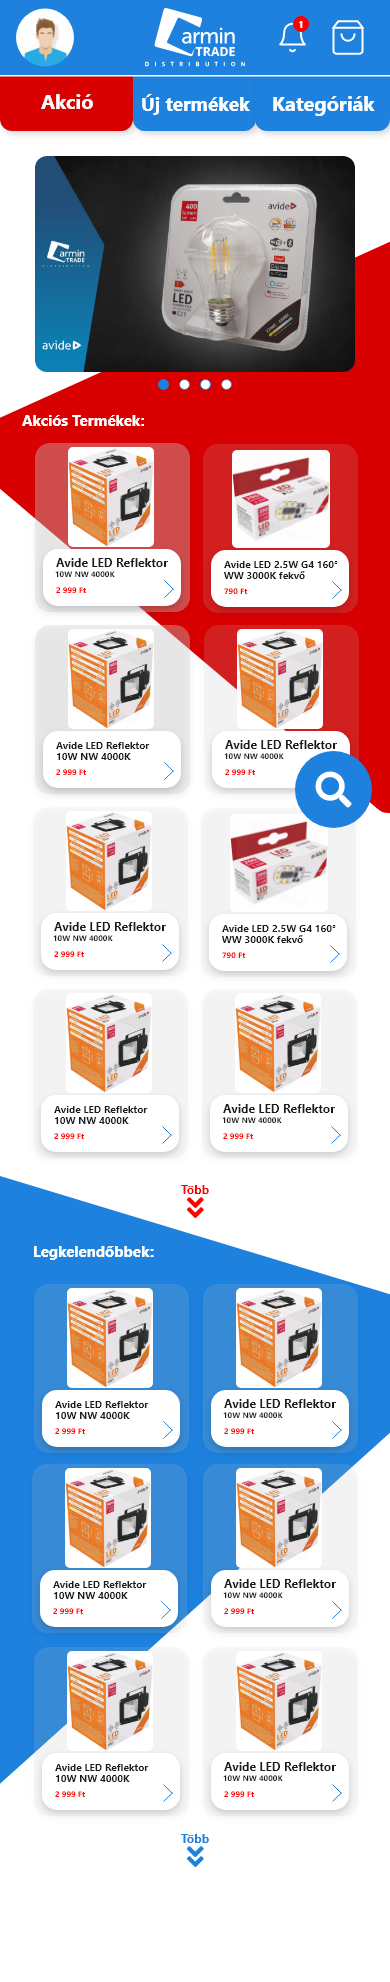 1
armin
TRADE
DISTRIBUTION
Akció
Új termékek
Kategóriák
armin
TRADE
DISTRIBUTION
avide
400
avide
LED
E27
Akciós Termékek:
Avide LED Reflektor
10W NW 4000K
2 999 Ft
Avide LED 2.5W G4 160°
WW 3000K fekvő
790 Ft
Avide LED Reflektor
10W NW 4000K
2 999 Ft
Avide LED Reflektor
10W NW 4000K
2 999 Ft
Avide LED Reflektor
10W NW 4000K
2 999 Ft
Avide LED 2.5W G4 160°
WW 3000K fekvő
790 Ft
Avide LED Reflektor
10W NW 4000K
2 999 Ft
Avide LED Reflektor
10W NW 4000K
2 999 Ft
Több
Legkelendőbbek:
Avide LED Reflektor
10W NW 4000K
2 999 Ft
Avide LED Reflektor
10W NW 4000K
2 999 Ft
Avide LED Reflektor
10W NW 4000K
2 999 Ft
Avide LED Reflektor
10W NW 4000K
2 999 Ft
Avide LED Reflektor
10W NW 4000K
2 999 Ft
Avide LED Reflektor
10W NW 4000K
2 999 Ft
Több